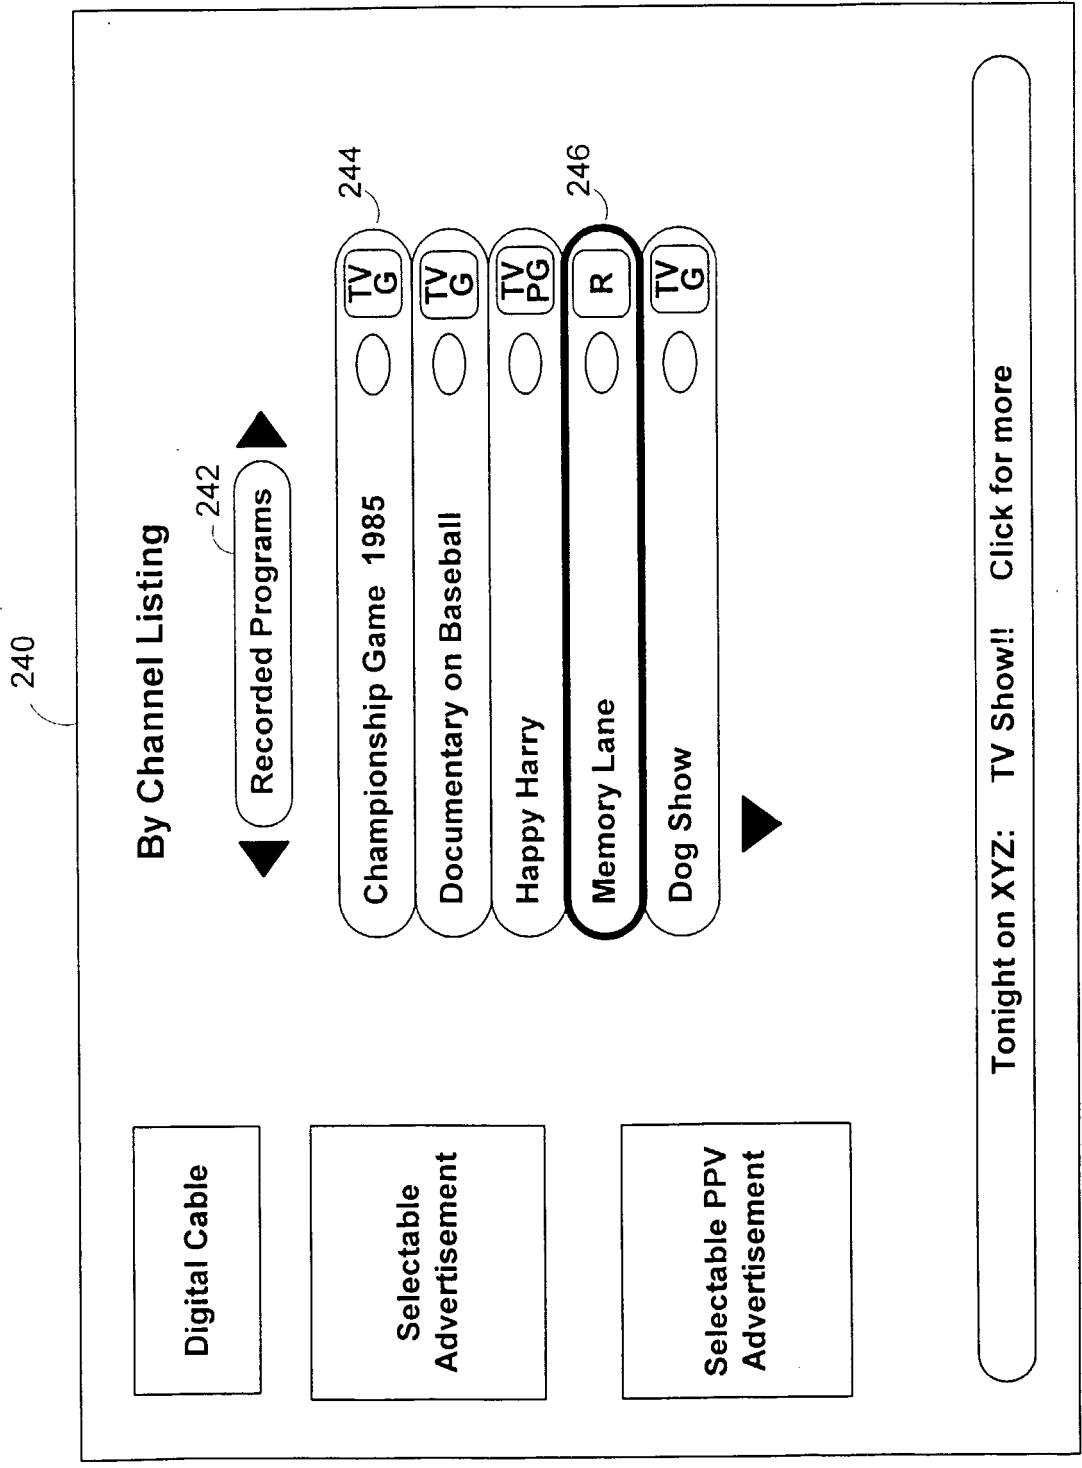 240
Digital Cable
Selectable
Advertisement
Selectable PPV
Advertisement
By Channel Listing
242
Recorded Programs
244
Championship Game 1985
TV
G
Documentary on Baseball
TV
G
Happy Harry
TV
PG
246
Memory Lane
R
Dog Show
TV
G
Tonight on XYZ: TV Show!! Click for more